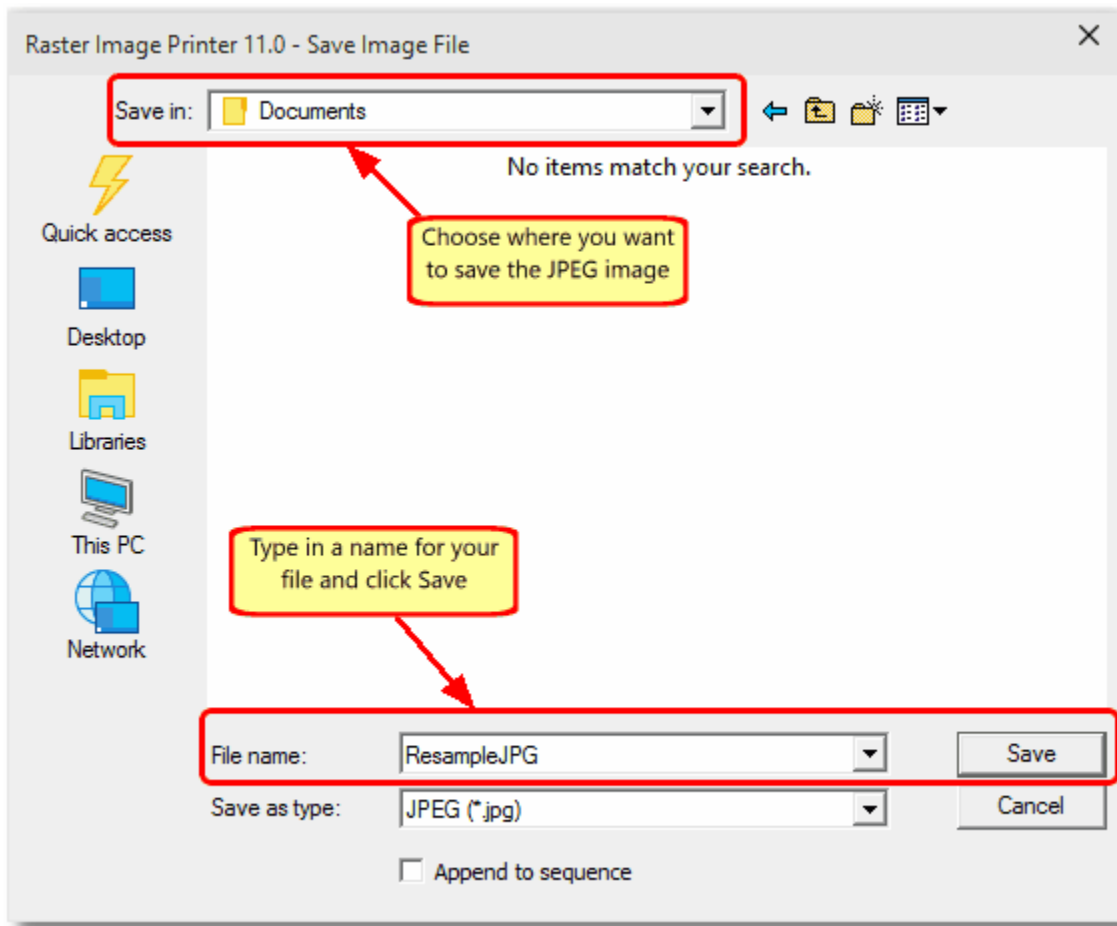 Raster Image Printer 11.0 - Save Image File
Save in:
Documents
No items match your search.
Quick access
Choose where you want
to save the JPEG image
Desktop
Libraries
This PC
Type in a name for your
file and click Save
Network
File name:
ResampleJPG
Save
Save as type:
JPEG (*.jpg)
Cancel
Append to sequence